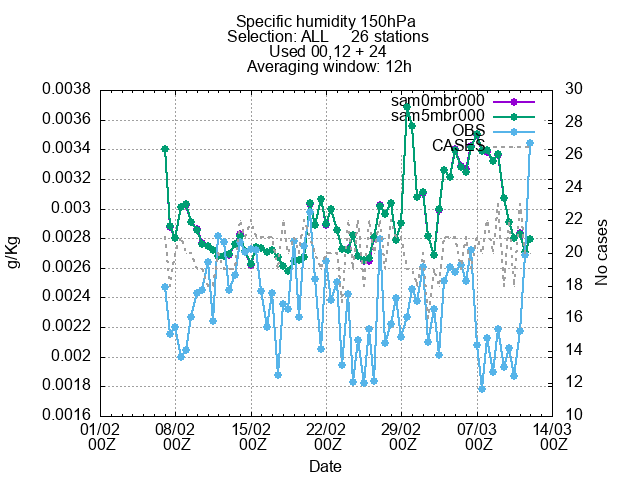 Specific humidity 150hPa
Selection: ALL 26 stations
Used 00,12 + 24
Averaging window: 12h
sam0mbr000
sam5mbr000
OBS
CASES
0.0038
0.0036
0.0034
0.0032
0.003
0.0028
0.0026
0.0024
0.0022
0.002
0.0018
0.0016
g/Kg
30
28
26
24
22
20
18
16
14
12
10
No cases
01/02 08/02 15/02 22/02 29/02 07/03 14/03
00Z 00Z 00Z 00Z 00Z 00Z 00Z
Date